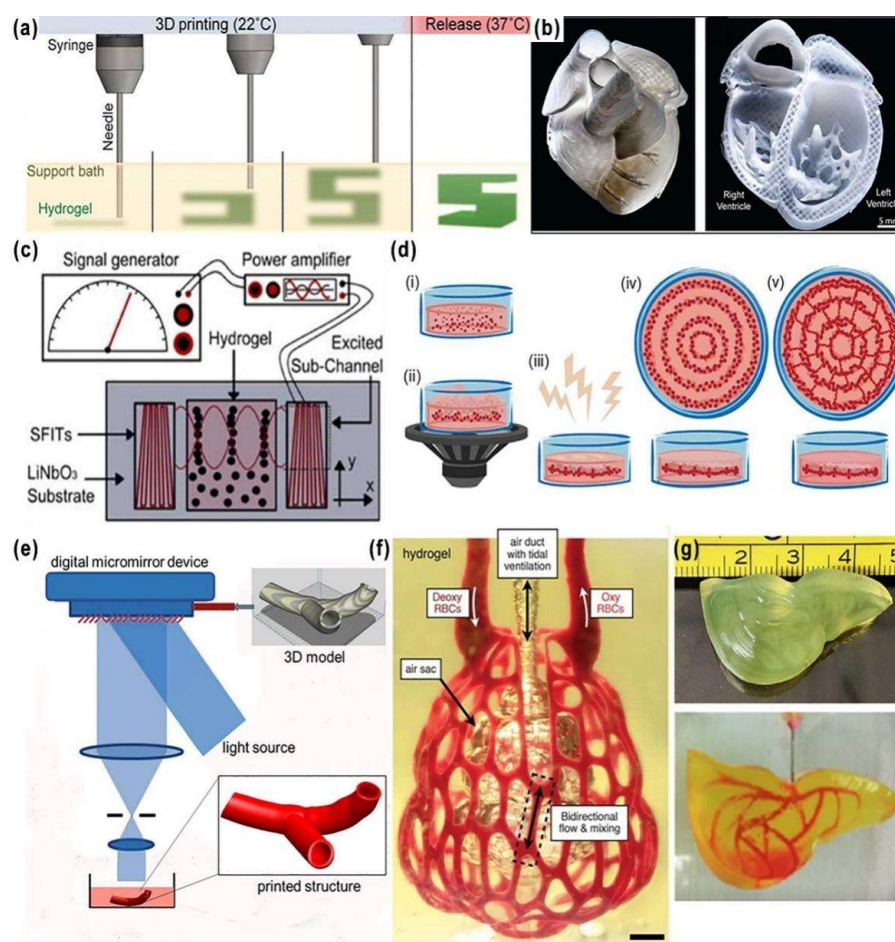 (a)
3D printing (22˚C)
Release (37˚C)
Syringe
Needle
Support bath
Hydrogel
(b)
Right
Ventricle
Left
Ventricle
5 mm
(c)
Signal generator
Power amplifier
Hydrogel
Excited
Sub-Channel
SFITs
LiNbO3
Substrate
y
x
(d)
(i)
(ii)
(iii)
(iv)
(v)
(e)
digital micromirror device
3D model
light source
printed structure
(f)
hydrogel
air duct
with tidal
ventilation
Deoxy
RBCs
Oxy
RBCs
air sac
Bidirectional
flow & mixing
(g)
1 2 3 4 5